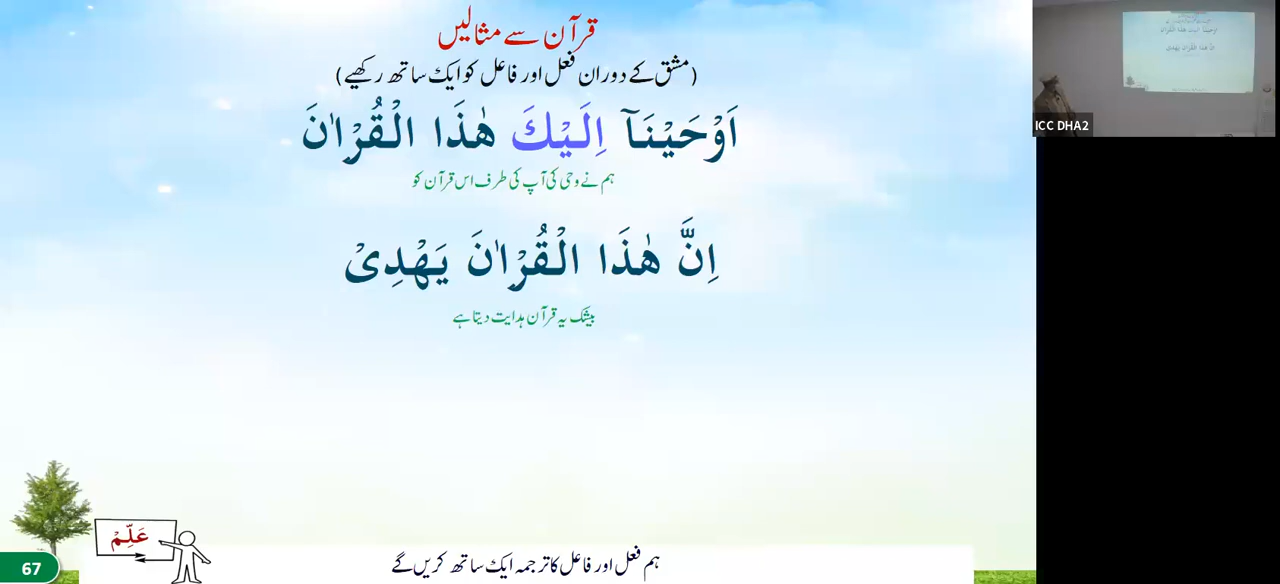 قرآن سے مثالیں
(مشق کے دوران فعل اور فاعل کو ایک ساتھ رکھیے)
اَوْحَيْنَآ اِلَيْكَ هٰذَا الْقُرْاٰنَ
ہم نے وحی کی آپ کی طرف اس قرآن کو
اِنَّ هٰذَا الْقُرْاٰنَ يَهْدِىْ
بیشک یہ قرآن ہدایت دیتا ہے
عَلِّمْ
ہم فعل اور فاعل کا ترجمہ ایک ساتھ کریں گے
67
ICC DHA2